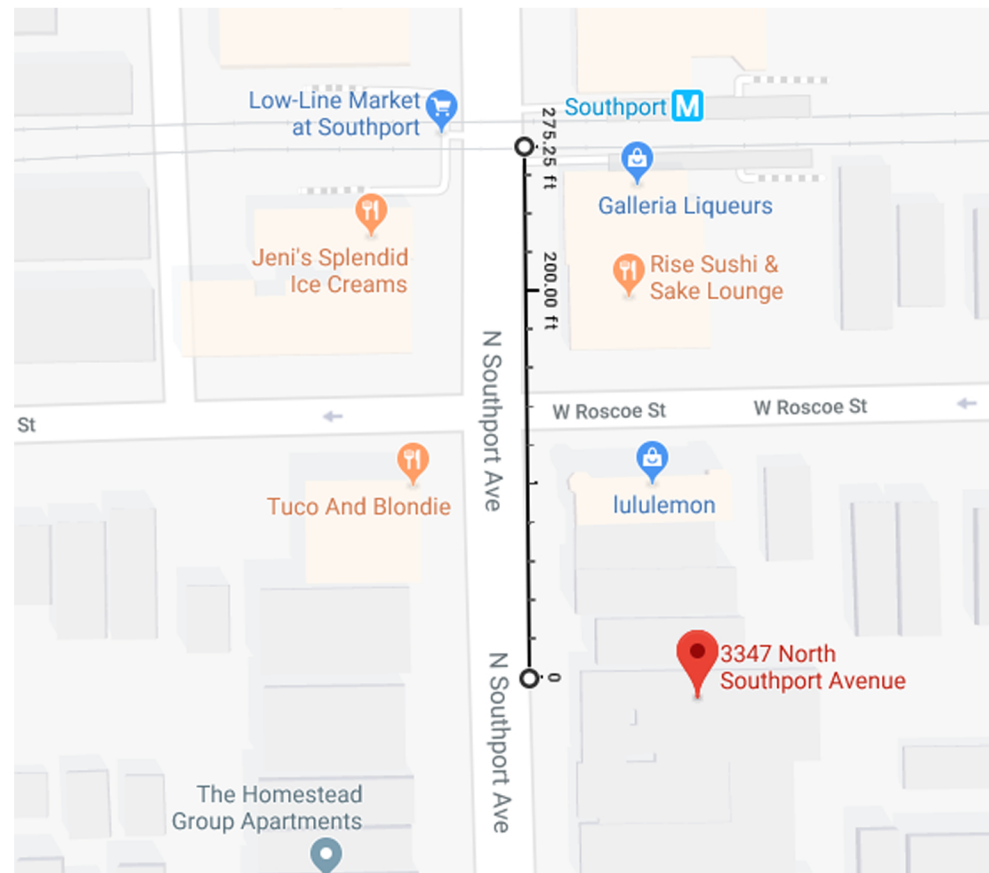 Low-Line Market
at Southport
Southport M
275.25 ft
Galleria Liqueurs
Jeni's Splendid
Ice Creams
200.00 ft
Rise Sushi &
Sake Lounge
N Southport Ave
St
W Roscoe St
W Roscoe St
Tuco And Blondie
lululemon
3347 North
Southport Avenue
0
N Southport Ave
The Homestead
Group Apartments